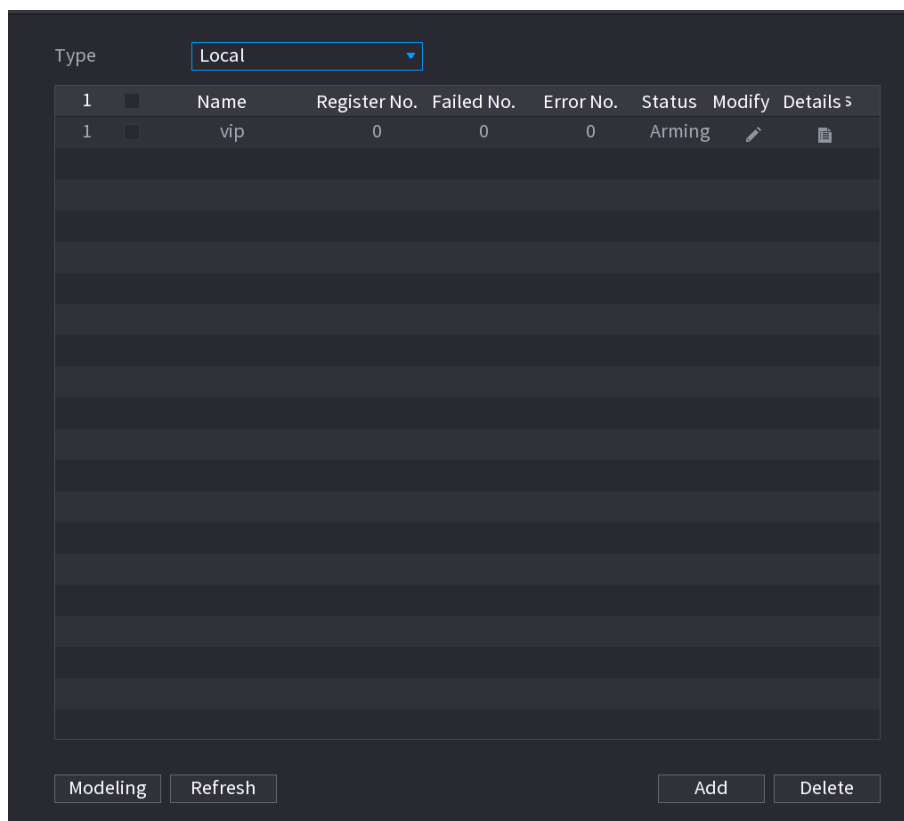 Type Local
1 Name Register No. Failed No. Error No. Status Modify Details s
1 vip 0 0 0 Arming
Modeling Refresh Add Delete